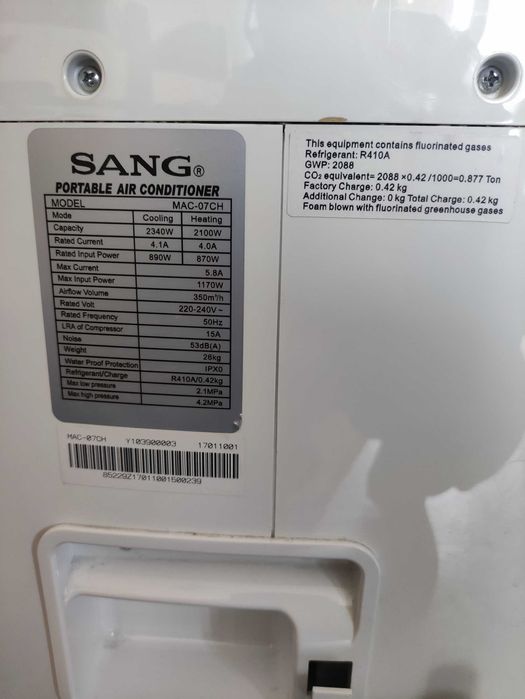 SANG®
PORTABLE AIR CONDITIONER
MODEL MAC-07CH
Mode Cooling Heating
Capacity 2340W 2100W
Rated Current 4.1A 4.0A
Rated Input Power 890W 870W
Max Current 5.8A
Max Input Power 1170W
Airflow Volume 350m³/h
Rated Volt 220-240V~
Rated Frequency 50Hz
LRA of Compressor 15A
Noise 53dB(A)
Weight 26kg
Water Proof Protection IPX0
Refrigerant/Charge R410A/0.42kg
Max low pressure 2.1MPa
Max high pressure 4.2MPa
MAC-07CH Y103900003 17011001
85229Z17011001500239
This equipment contains fluorinated gases
Refrigerant: R410A
GWP: 2088
CO₂ equivalent= 2088 ×0.42 /1000=0.877 Ton
Factory Charge: 0.42 kg
Additional Change: 0 kg Total Charge: 0.42 kg
Foam blown with fluorinated greenhouse gases